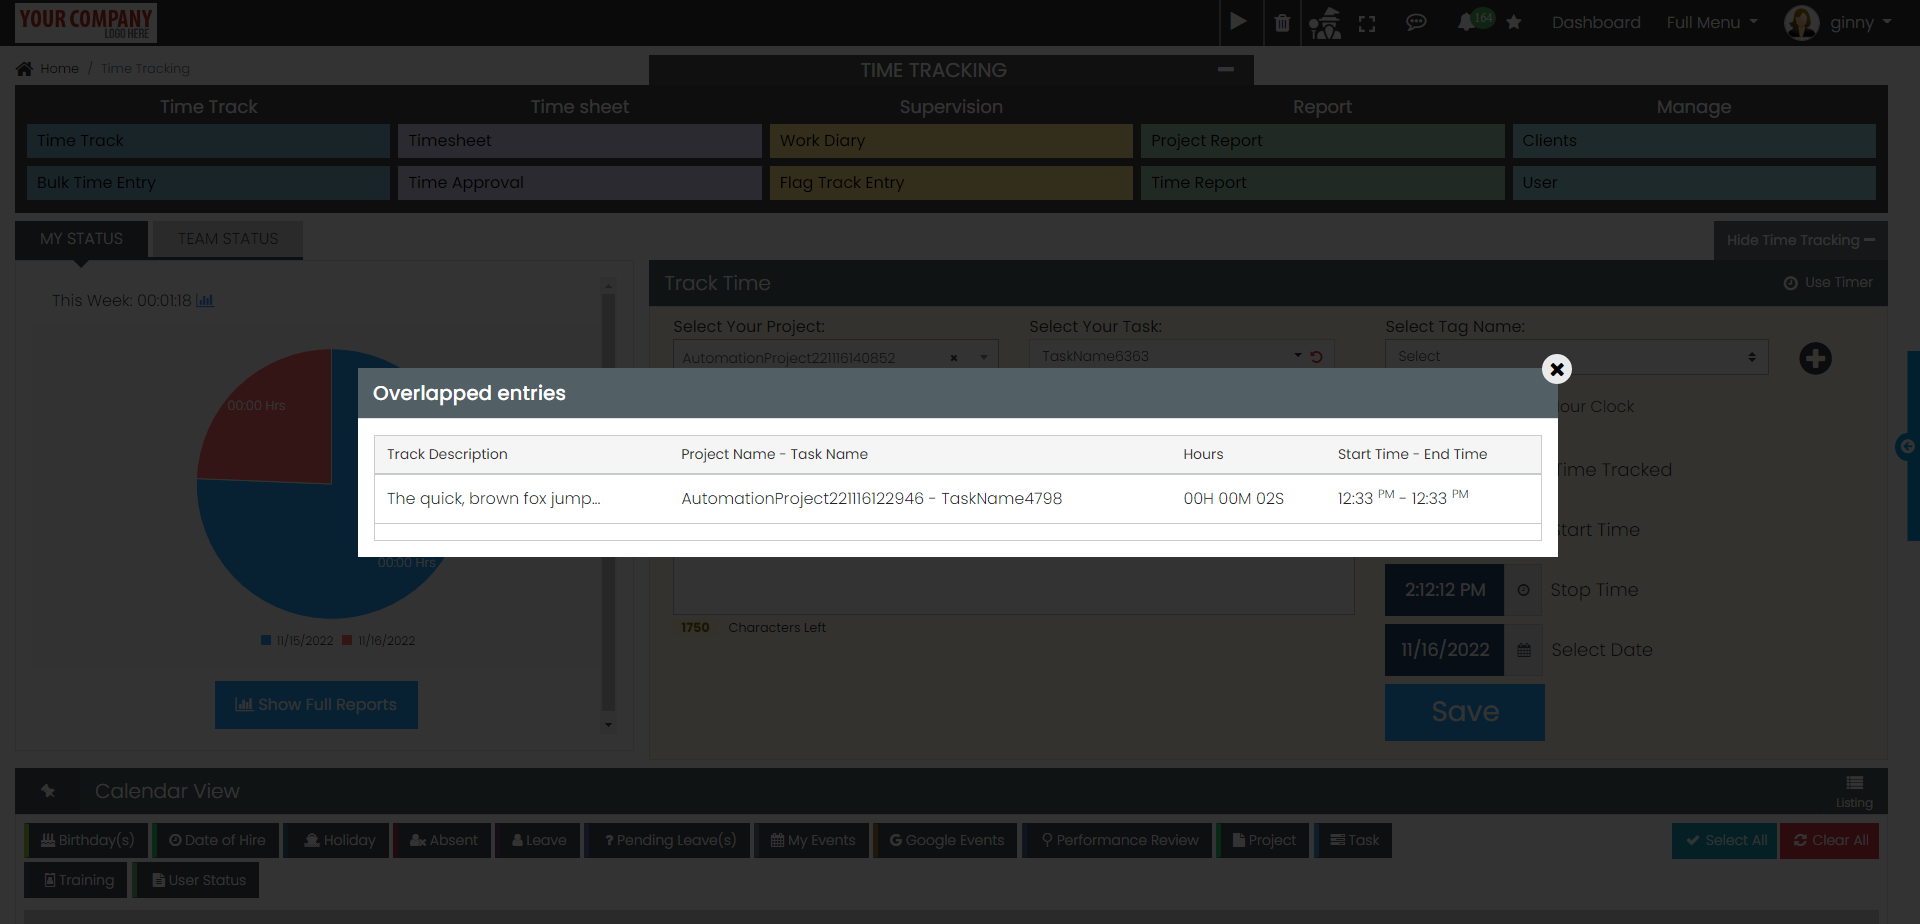 YOUR COMPANY
LOGO HERE
164
Dashboard
Full Menu
ginny
Home / Time Tracking
TIME TRACKING
Time Track
Time sheet
Supervision
Report
Manage
Time Track
Timesheet
Work Diary
Project Report
Clients
Bulk Time Entry
Time Approval
Flag Track Entry
Time Report
User
MY STATUS
TEAM STATUS
Hide Time Tracking
This Week: 00:01:18
Track Time
Use Timer
Select Your Project:
Select Your Task:
Select Tag Name:
AutomationProject221116140852
TaskName6363
Select
00:00 Hrs
Overlapped entries
our Clock
Track Description
Project Name - Task Name
Hours
Start Time - End Time
Time Tracked
The quick, brown fox jump...
AutomationProject221116122946 - TaskName4798
00H 00M 02S
12:33 PM - 12:33 PM
Start Time
00:00 Hrs
2:12:12 PM
Stop Time
1750 Characters Left
11/15/2022
11/16/2022
11/16/2022
Select Date
Show Full Reports
Save
Calendar View
Listing
Birthday(s)
Date of Hire
Holiday
Absent
Leave
? Pending Leave(s)
My Events
Google Events
Performance Review
Project
Task
Select All
Clear All
Training
User Status